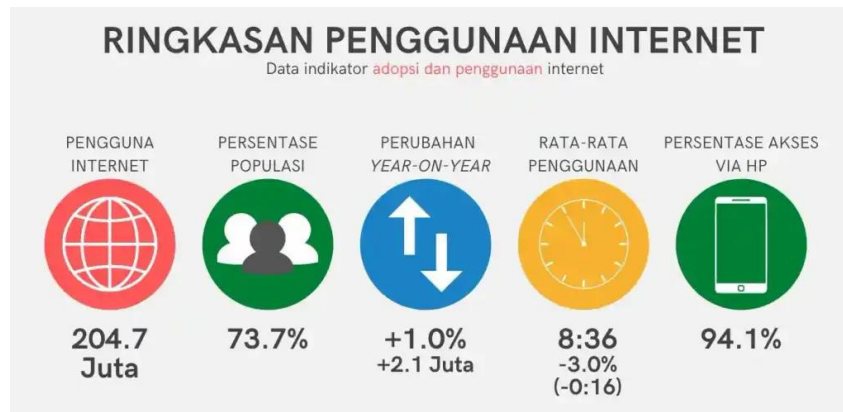 RINGKASAN PENGGUNAAN INTERNET
Data indikator adopsi dan penggunaan internet
PENGGUNA
INTERNET
204.7
Juta
PERSENTASE
POPULASI
73.7%
PERUBAHAN
YEAR-ON-YEAR
+1.0%
+2.1 Juta
RATA-RATA
PENGGUNAAN
8:36
-3.0%
(-0:16)
PERSENTASE AKSES
VIA HP
94.1%